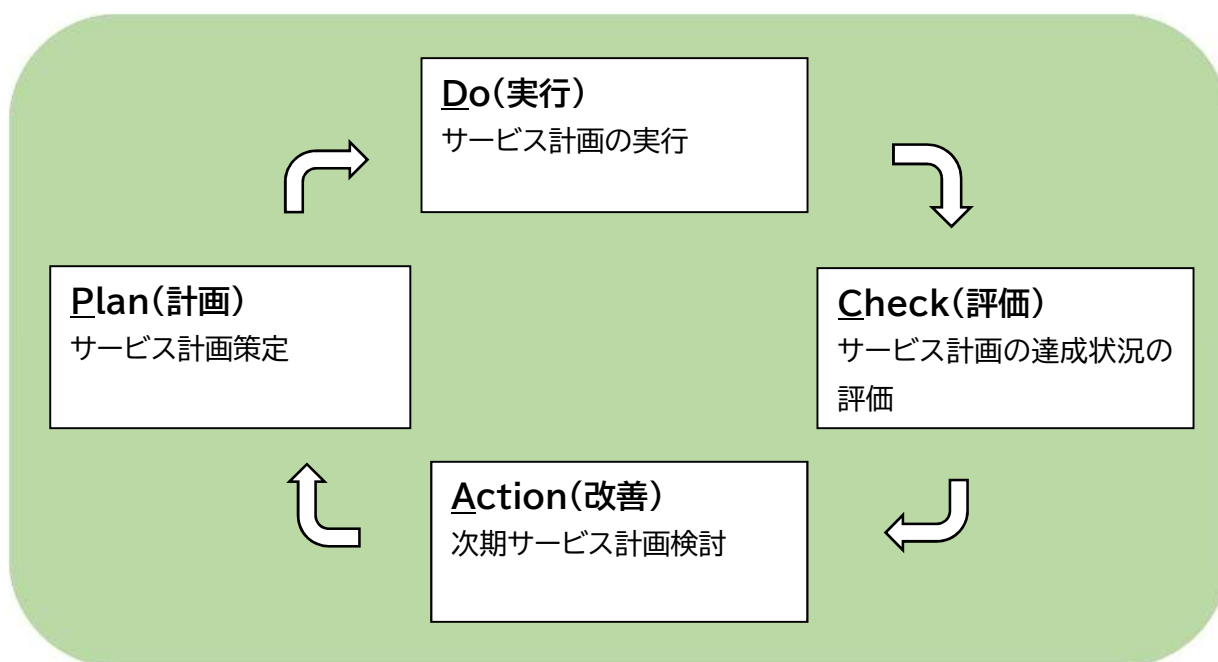 Do(実行)
サービス計画の実行
Plan(計画)
サービス計画策定
Check(評価)
サービス計画の達成状況の
評価
Action(改善)
次期サービス計画検討